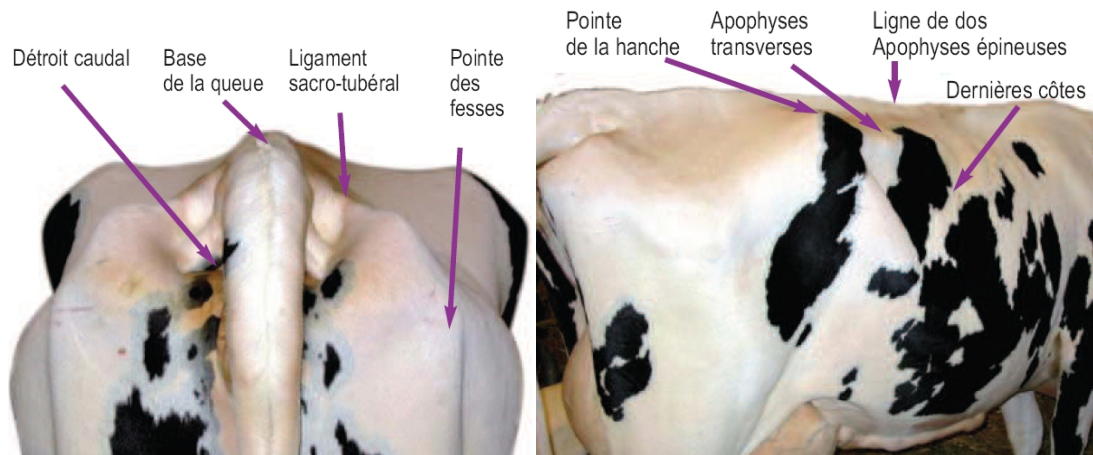 Détroit caudal
Base
de la queue
Ligament
sacro-tubéral
Pointe
des
fesses
Pointe
de la hanche
Apophyses
transverses
Ligne de dos
Apophyses épineuses
Dernières côtes